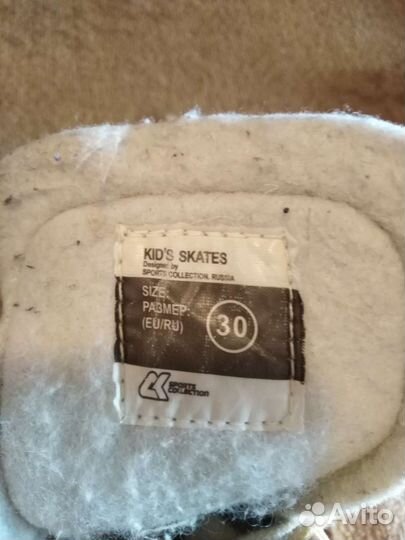 KID'S SKATES
Designed by
SPORTS COLLECTION, RUSSIA
SIZE:
РАЗМЕР:
(EU/RU)
30
SPORTS
COLLECTION
Avito